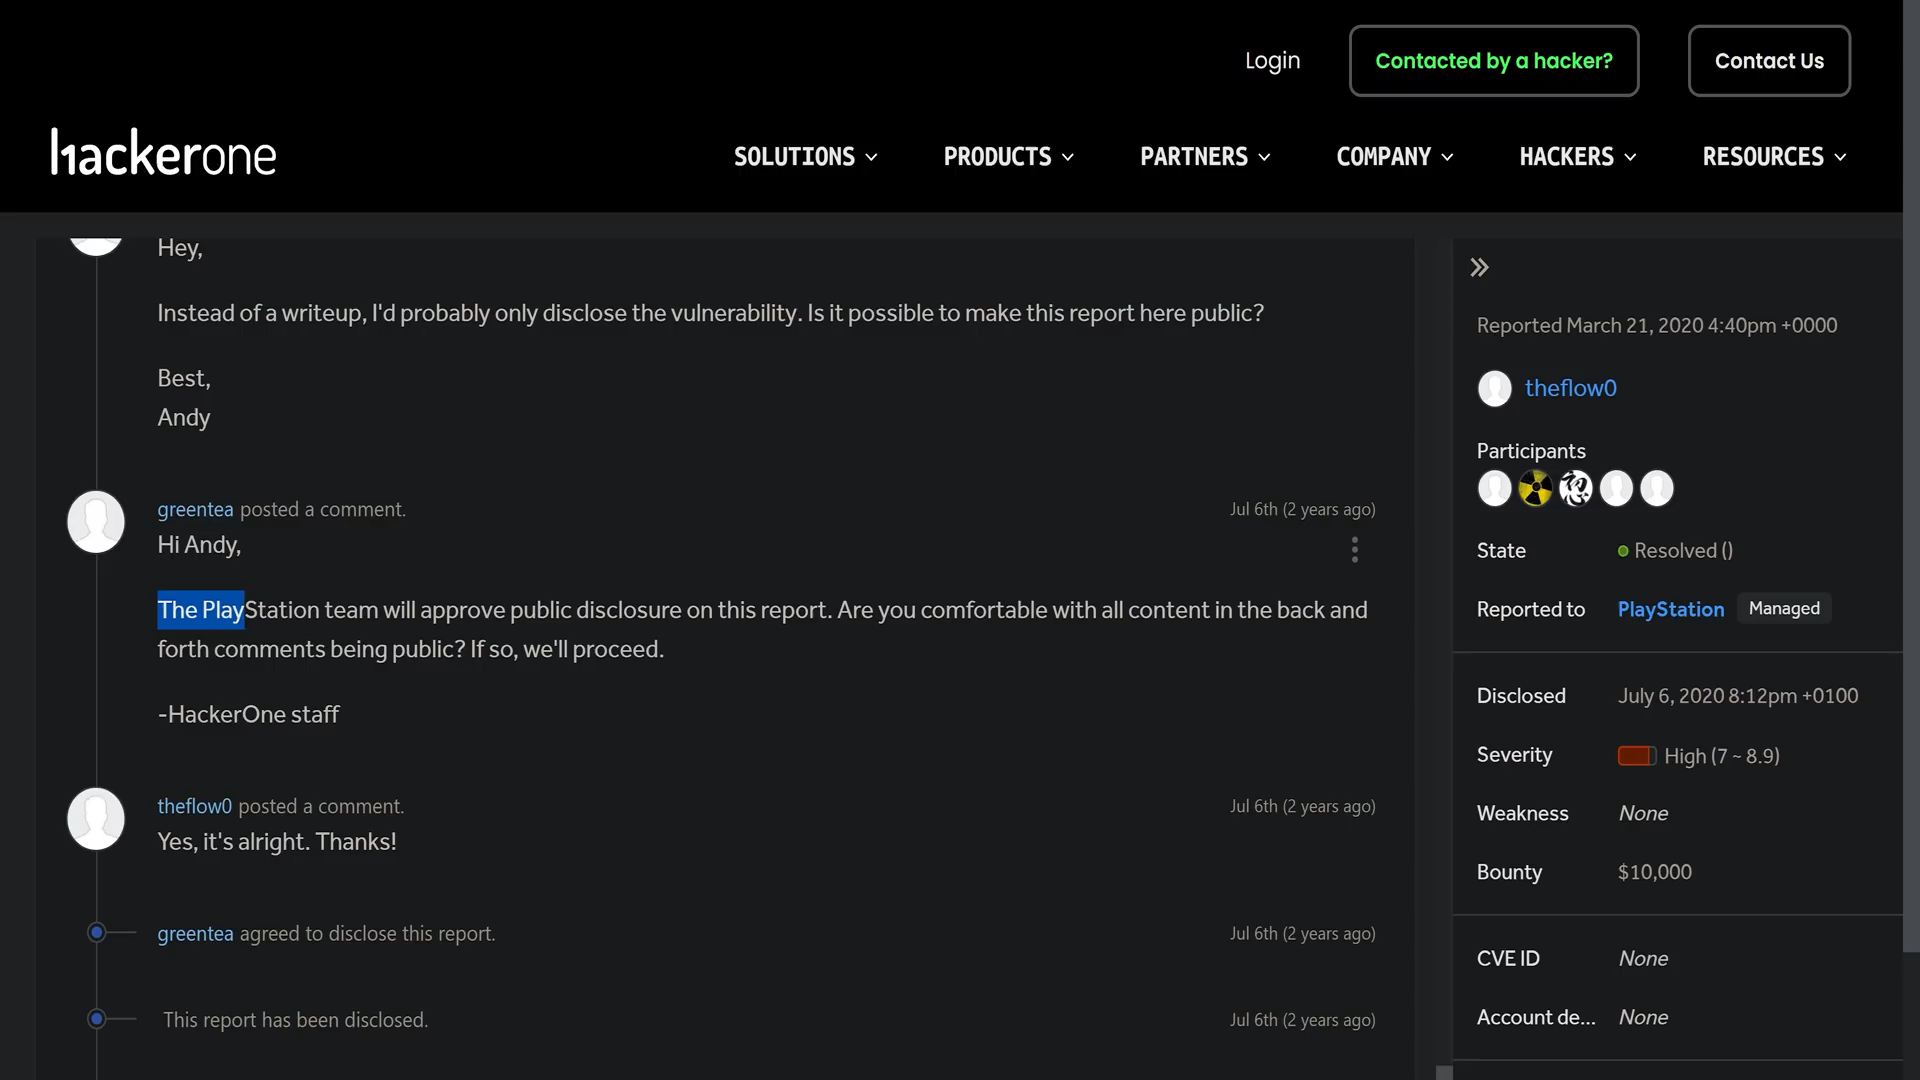 Login
Contacted by a hacker?
Contact Us
hackerone
SOLUTIONS
PRODUCTS
PARTNERS
COMPANY
HACKERS
RESOURCES
Hey,
Instead of a writeup, I'd probably only disclose the vulnerability. Is it possible to make this report here public?
Best,
Andy
greentea posted a comment.
Jul 6th (2 years ago)
Hi Andy,
The PlayStation team will approve public disclosure on this report. Are you comfortable with all content in the back and
forth comments being public? If so, we'll proceed.
-HackerOne staff
theflow0 posted a comment.
Jul 6th (2 years ago)
Yes, it's alright. Thanks!
greentea agreed to disclose this report.
Jul 6th (2 years ago)
This report has been disclosed.
Jul 6th (2 years ago)
Reported March 21, 2020 4:40pm +0000
theflow0
Participants
State
Resolved ()
Reported to
PlayStation
Managed
Disclosed
July 6, 2020 8:12pm +0100
Severity
High (7 ~ 8.9)
Weakness
None
Bounty
$10,000
CVE ID
None
Account de...
None